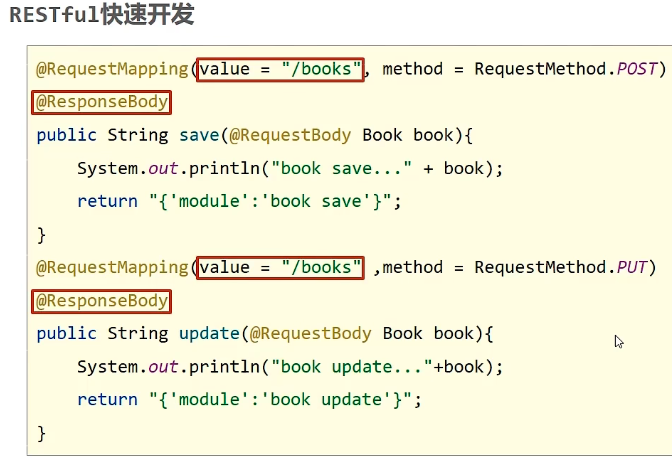 RESTful快速开发
@RequestMapping(value = "/books", method = RequestMethod.POST)
@ResponseBody
public String save(@RequestBody Book book){
    System.out.println("book save..." + book);
    return "{'module':'book save'}";
}
@RequestMapping(value = "/books" ,method = RequestMethod.PUT)
@ResponseBody
public String update(@RequestBody Book book){
    System.out.println("book update..."+book);
    return "{'module':'book update'}";
}